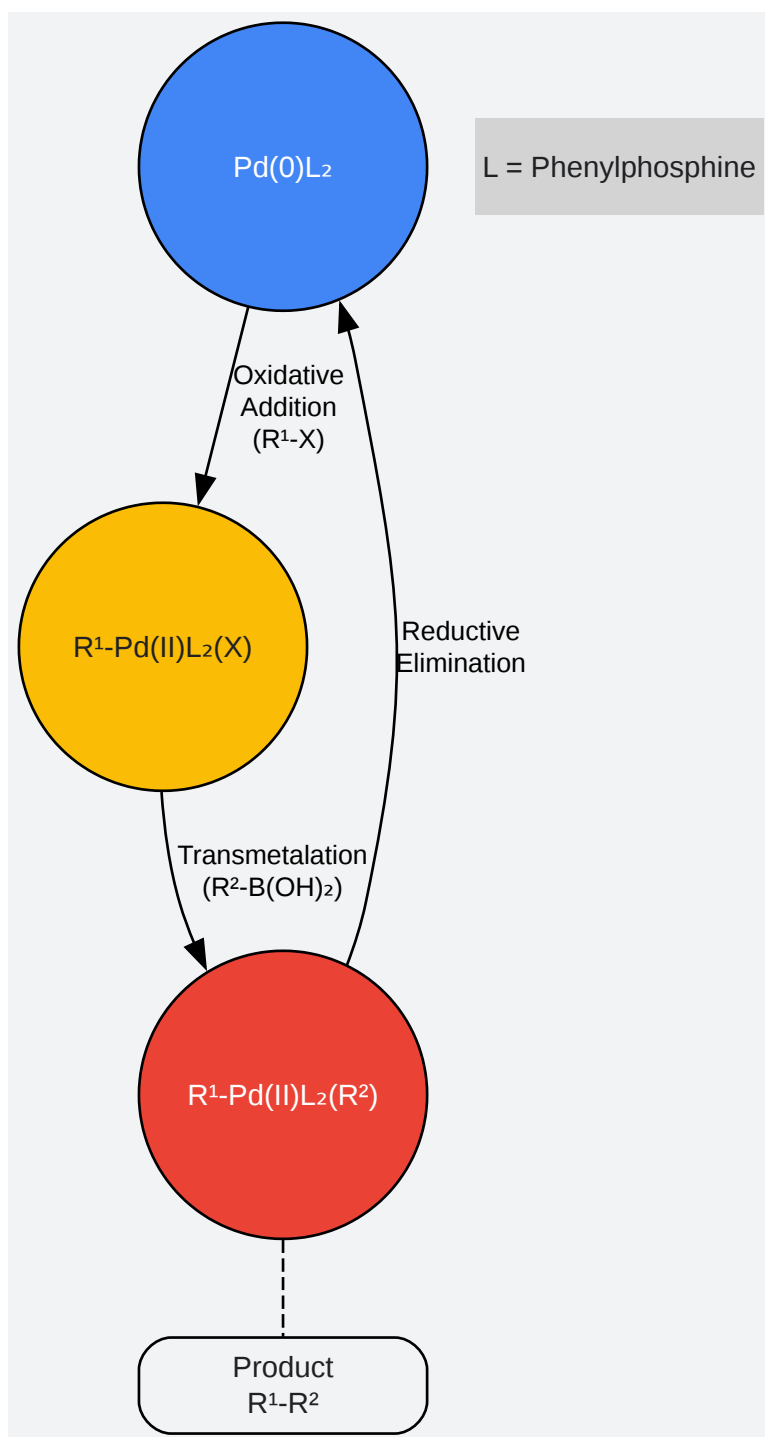 Pd(0)L₂
L = Phenylphosphine
Oxidative
Addition
(R¹-X)
R¹-Pd(II)L₂(X)
Reductive
Elimination
Transmetalation
(R²-B(OH)₂)
R¹-Pd(II)L₂(R²)
Product
R¹-R²